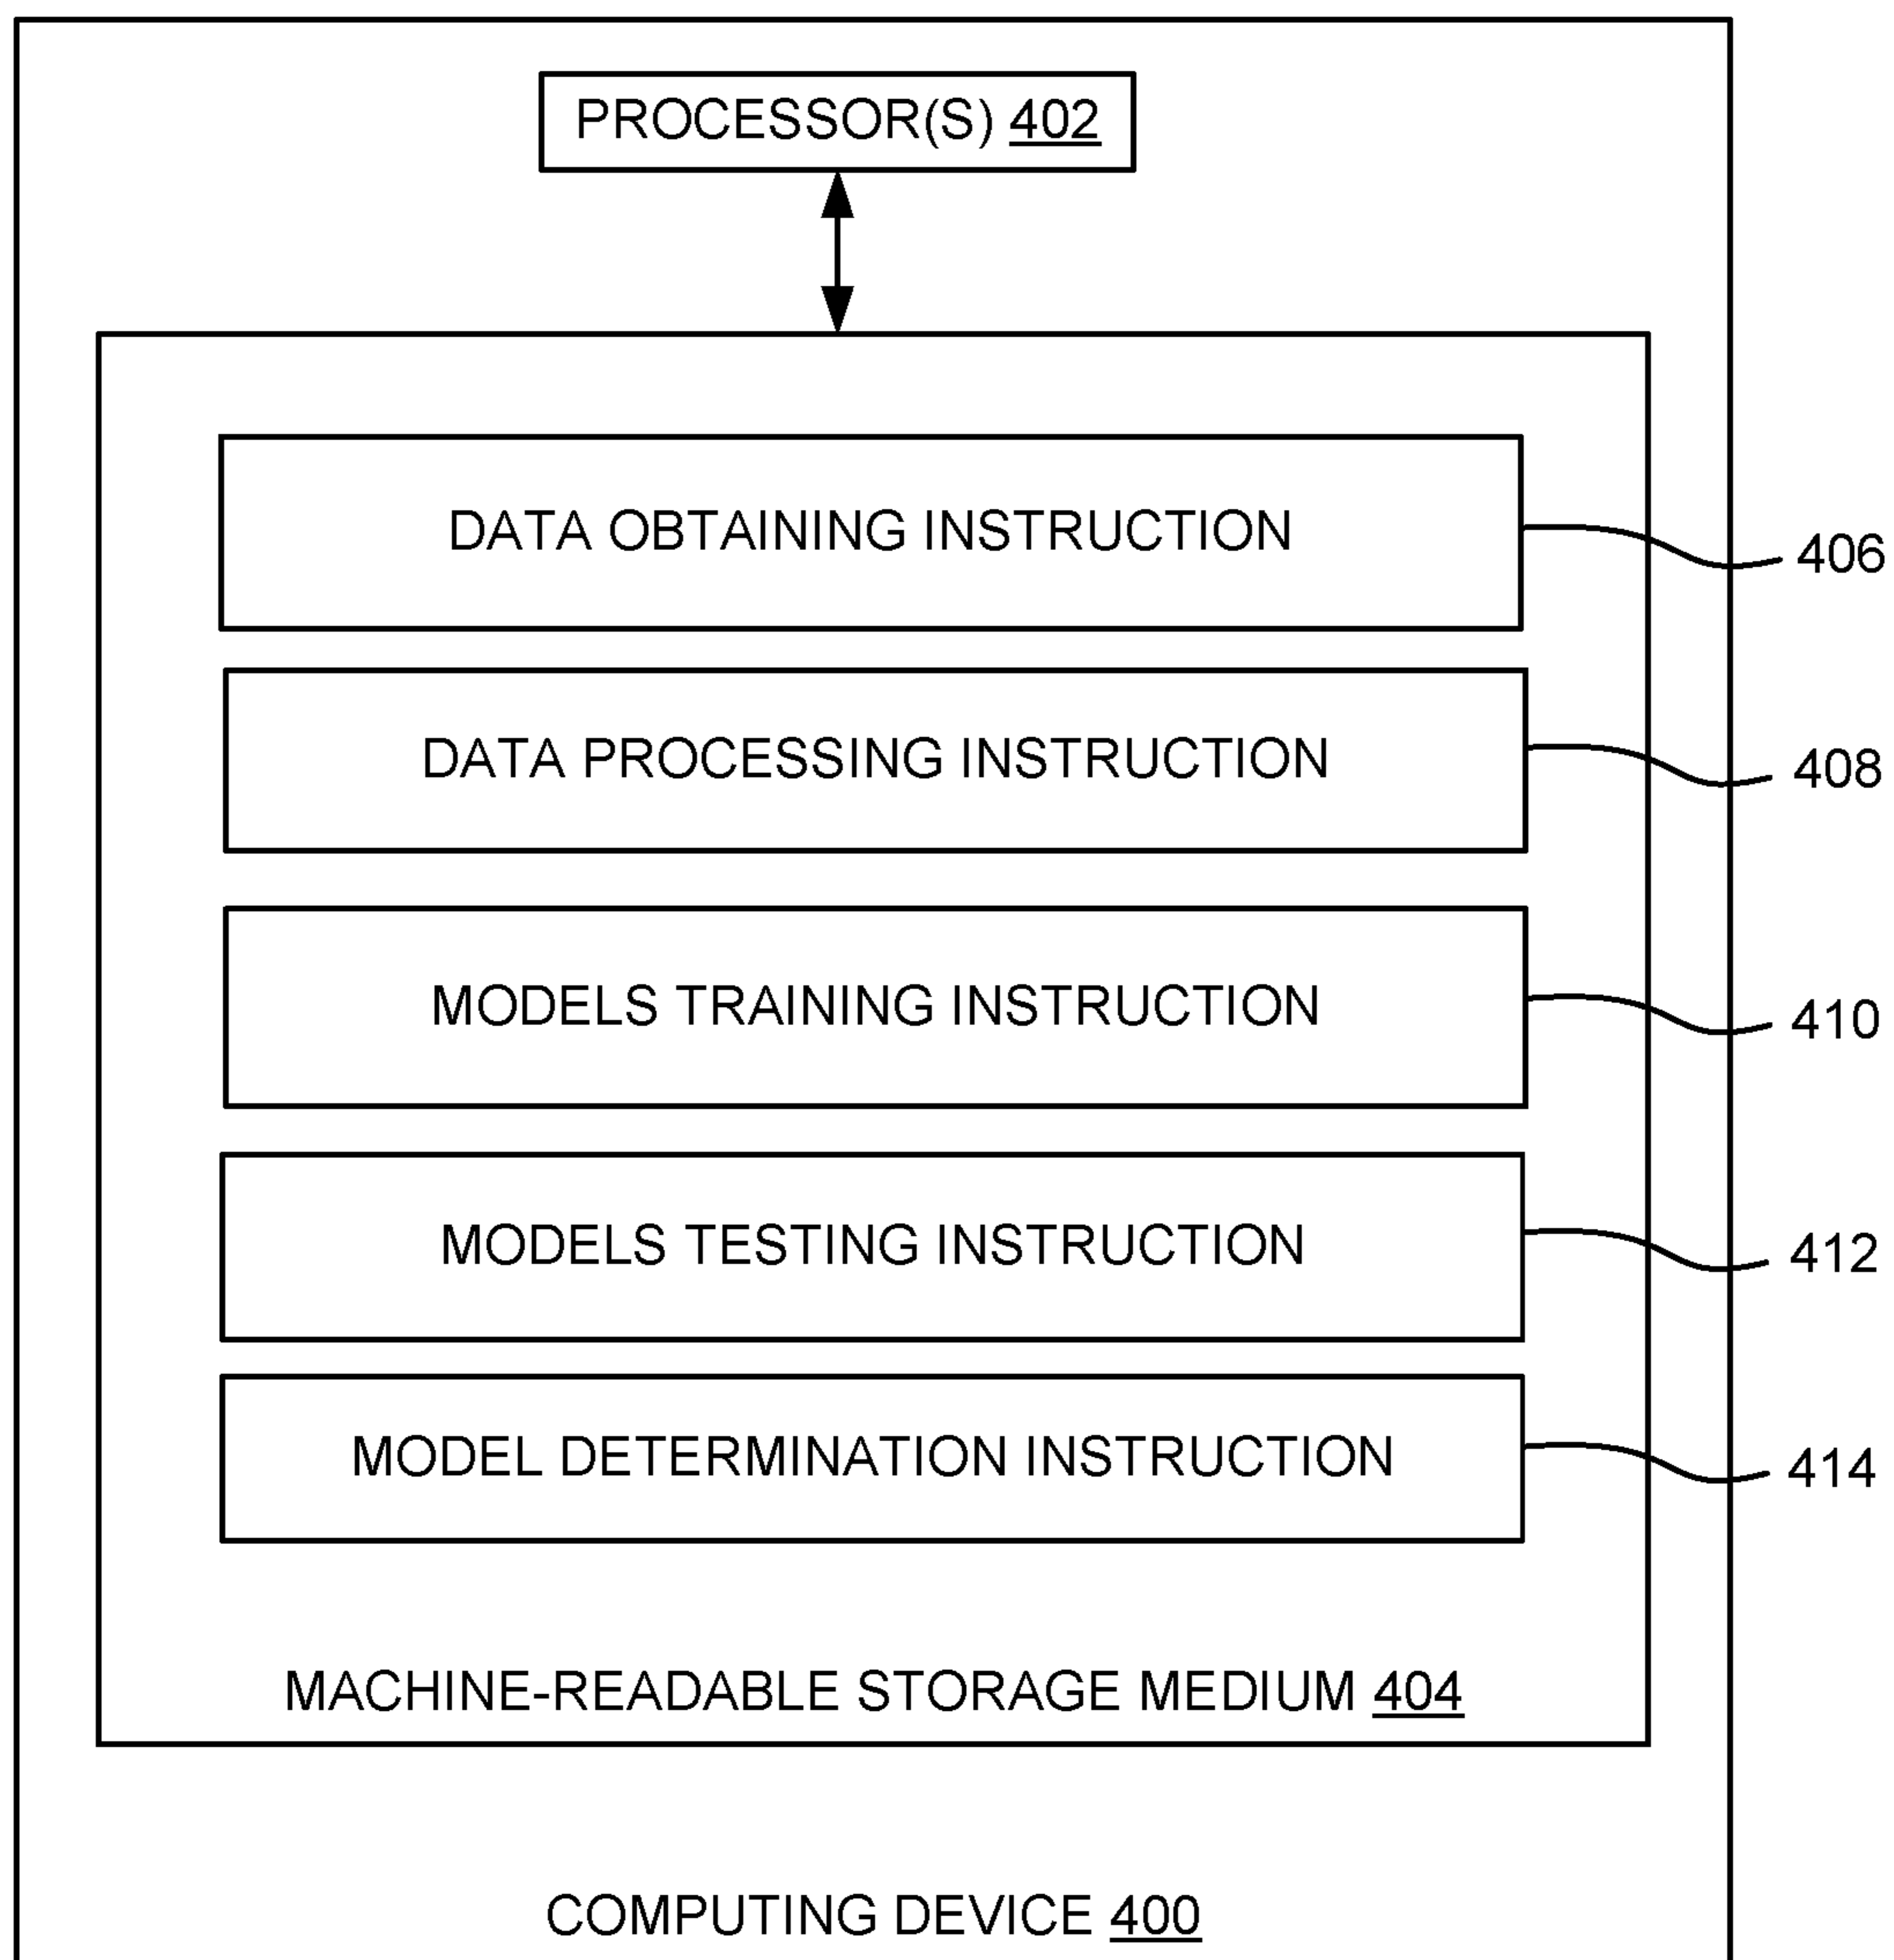 PROCESSOR(S) 402
DATA OBTAINING INSTRUCTION
406
DATA PROCESSING INSTRUCTION
408
MODELS TRAINING INSTRUCTION
410
MODELS TESTING INSTRUCTION
412
MODEL DETERMINATION INSTRUCTION
414
MACHINE-READABLE STORAGE MEDIUM 404
COMPUTING DEVICE 400